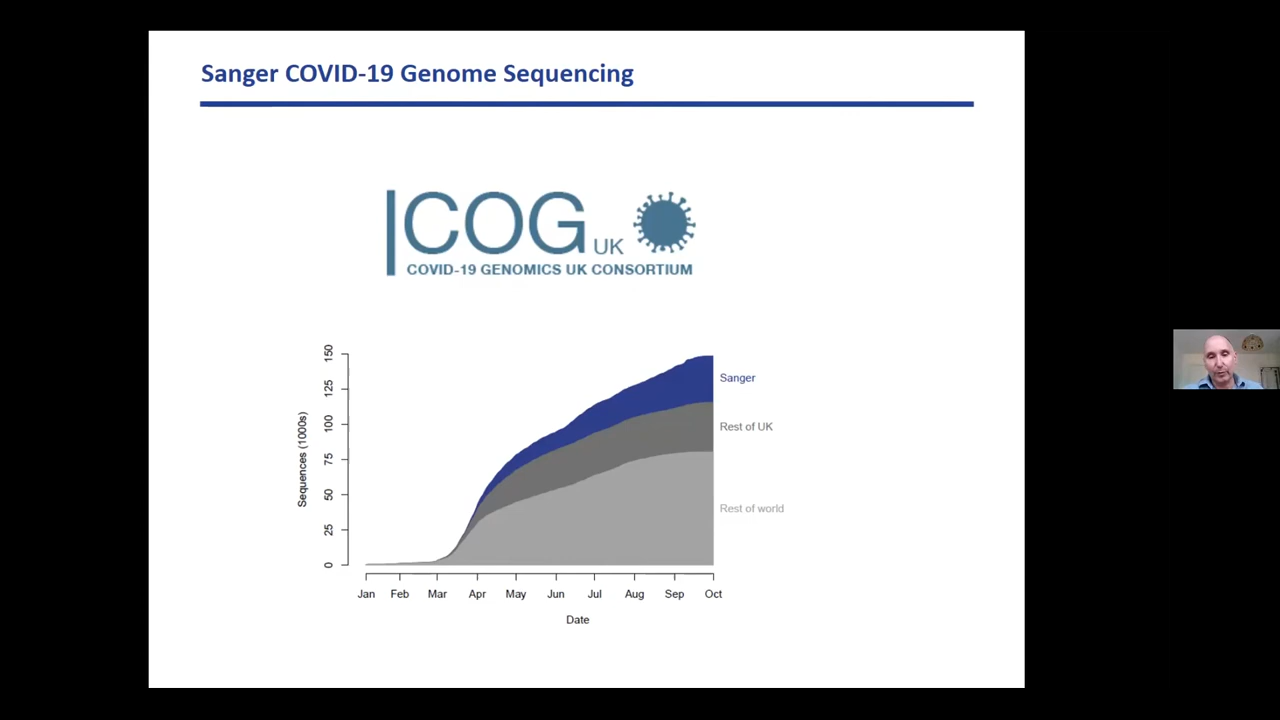 Sanger COVID-19 Genome Sequencing
COG UK
COVID-19 GENOMICS UK CONSORTIUM
150
125
100
75
50
25
0
Sequences (1000s)
Sanger
Rest of UK
Rest of world
Jan Feb Mar Apr May Jun Jul Aug Sep Oct
Date